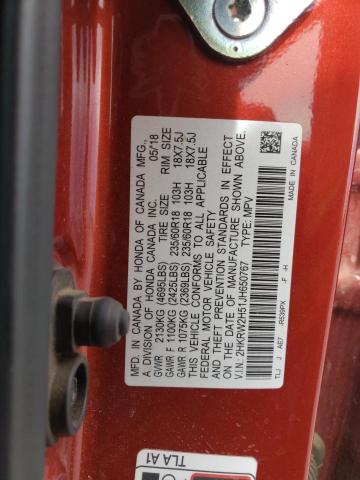 MFD. IN CANADA BY HONDA OF CANADA MFG.,
A DIVISION OF HONDA CANADA INC. 05/18
TIRE SIZE RIM SIZE
GVWR 2130KG (4695LBS)
GAWR F 1100KG (2425LBS) 235/60R18 103H 18X7.5J
GAWR R 1075KG (2369LBS) 235/60R18 103H 18X7.5J
THIS VEHICLE CONFORMS TO ALL APPLICABLE
FEDERAL MOTOR VEHICLE SAFETY
AND THEFT PREVENTION STANDARDS IN EFFECT
ON THE DATE OF MANUFACTURE SHOWN ABOVE.
V.I.N.: 2HKRW2H51JH650767 TYPE: MPV
TLJ J AE7 -R539PX -F -H MADE IN CANADA
TLA A1